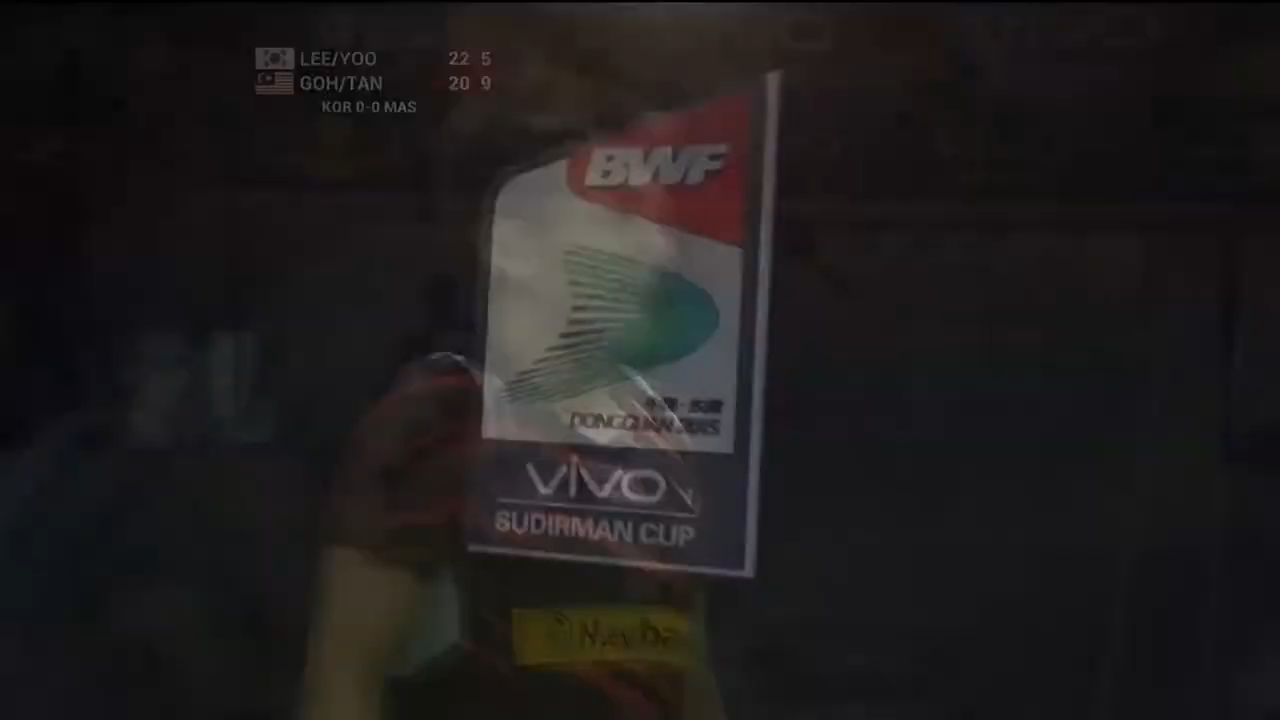 LEE/YOO 22 5
GOH/TAN 20 9
KOR 0-0 MAS
BWF
DONGGUAN 2015
VIVO
SUDIRMAN CUP